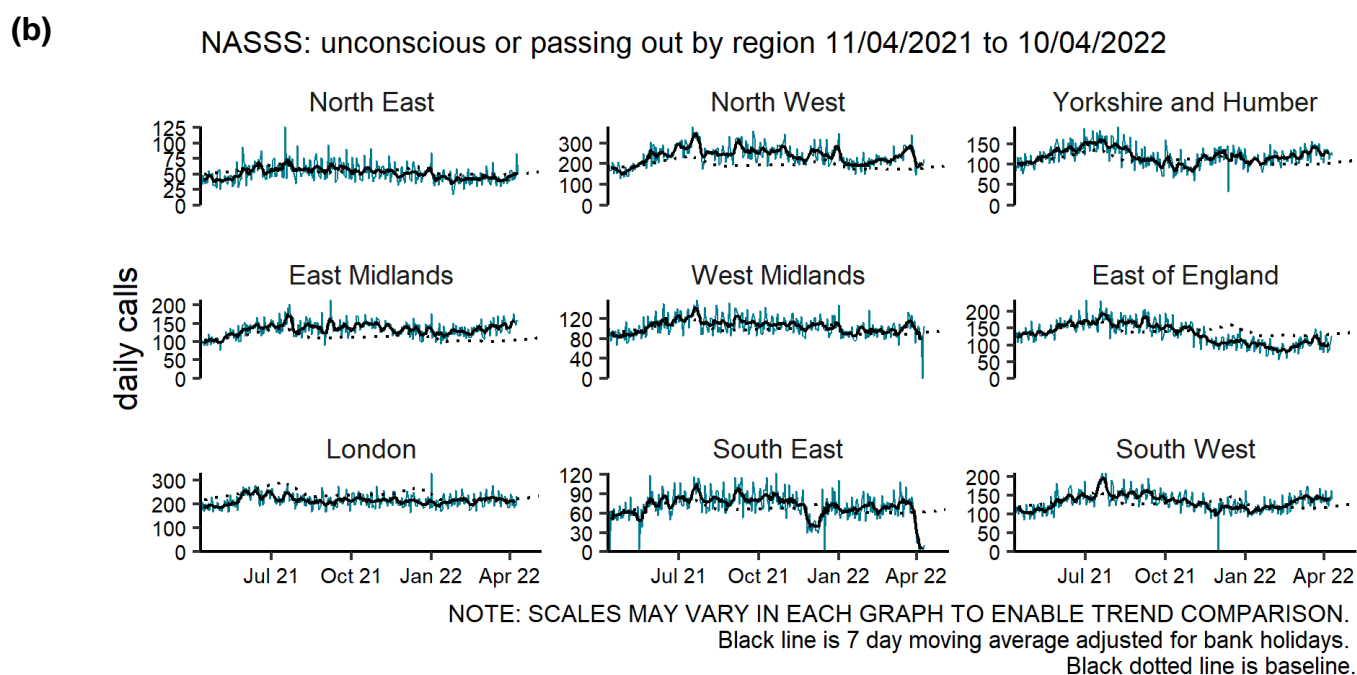 (b)
NASSS: unconscious or passing out by region 11/04/2021 to 10/04/2022
North East
North West
Yorkshire and Humber
125
100
75
50
25
0
300
200
100
0
150
100
50
0
daily calls
East Midlands
West Midlands
East of England
200
150
100
50
0
120
80
40
0
200
150
100
50
0
London
South East
South West
300
200
100
0
120
90
60
30
0
200
150
100
50
0
Jul 21 Oct 21 Jan 22 Apr 22
Jul 21 Oct 21 Jan 22 Apr 22
Jul 21 Oct 21 Jan 22 Apr 22
NOTE: SCALES MAY VARY IN EACH GRAPH TO ENABLE TREND COMPARISON.
Black line is 7 day moving average adjusted for bank holidays.
Black dotted line is baseline.